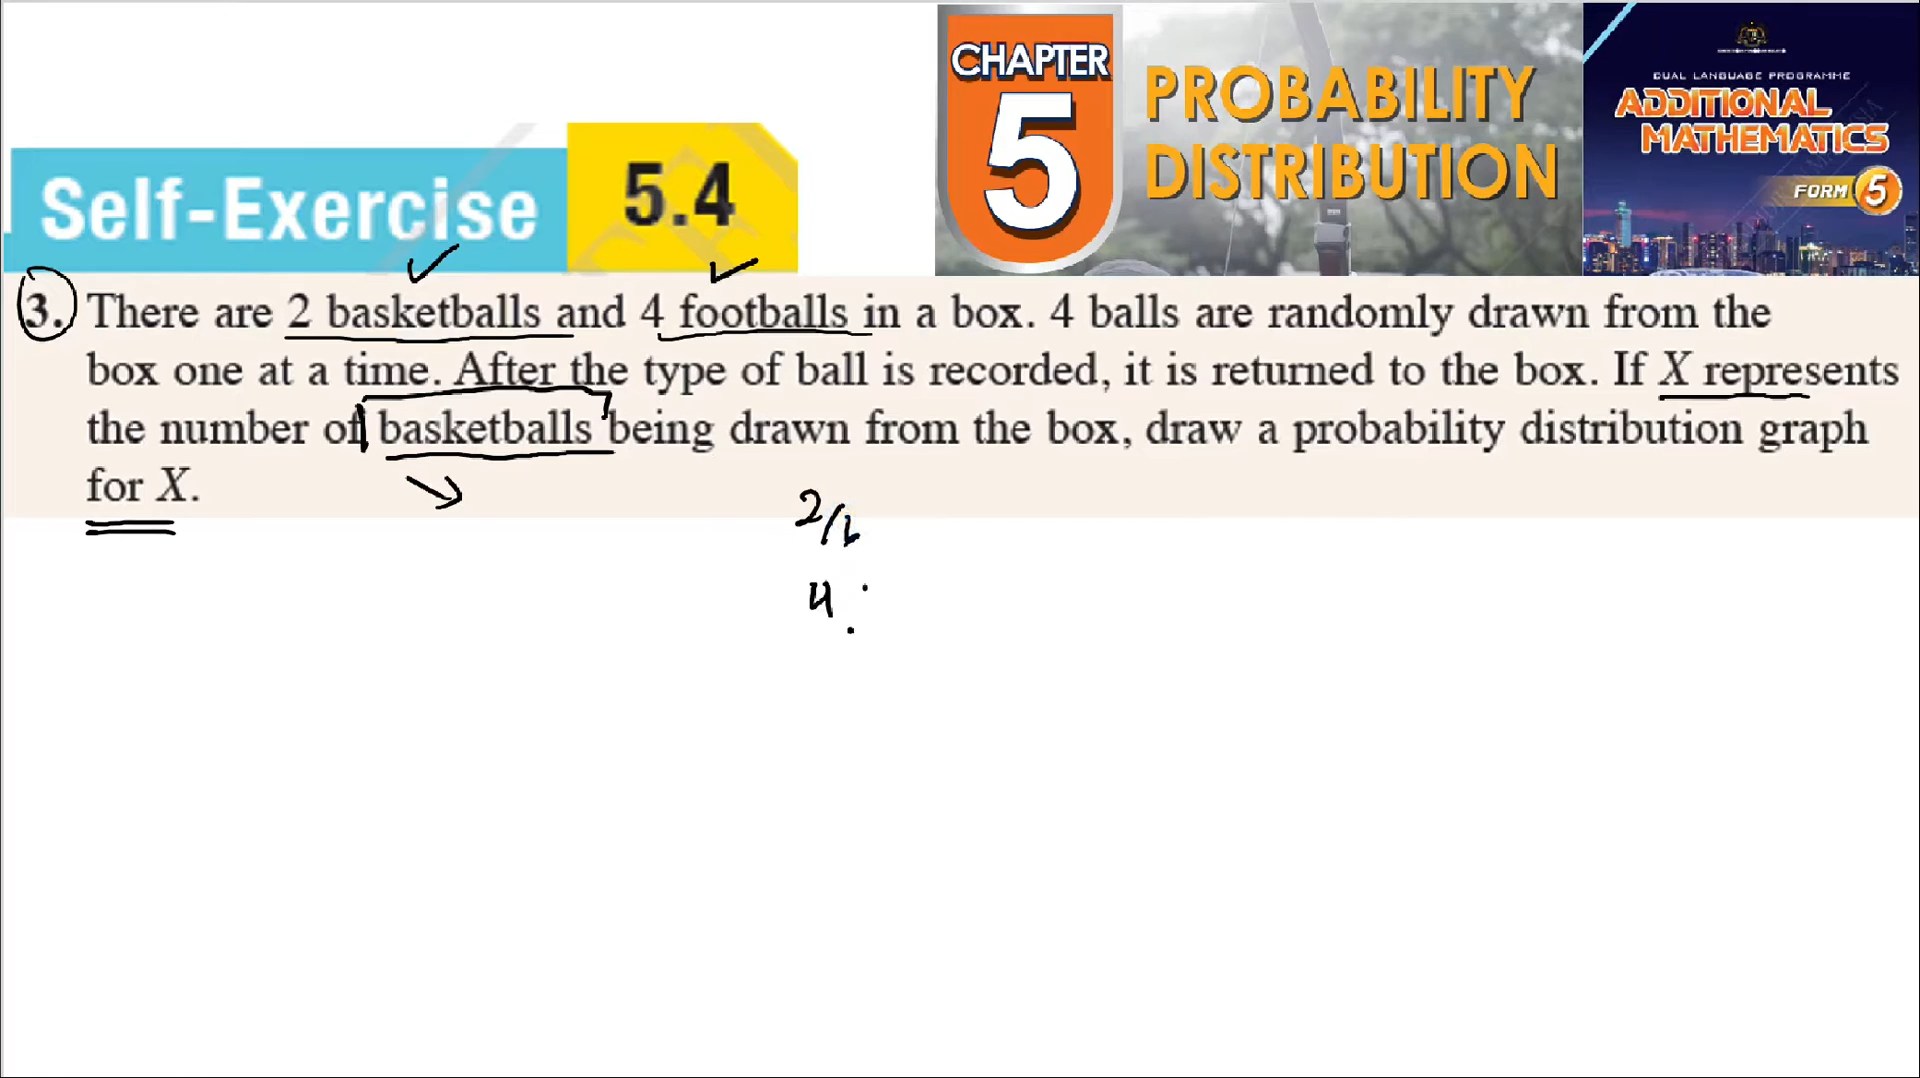 CHAPTER
5
PROBABILITY
DISTRIBUTION
DUAL LANGUAGE PROGRAMME
ADDITIONAL
MATHEMATICS
FORM 5
Self-Exercise 5.4
3. There are 2 basketballs and 4 footballs in a box. 4 balls are randomly drawn from the
box one at a time. After the type of ball is recorded, it is returned to the box. If X represents
the number of basketballs being drawn from the box, draw a probability distribution graph
for X.
2/6
4